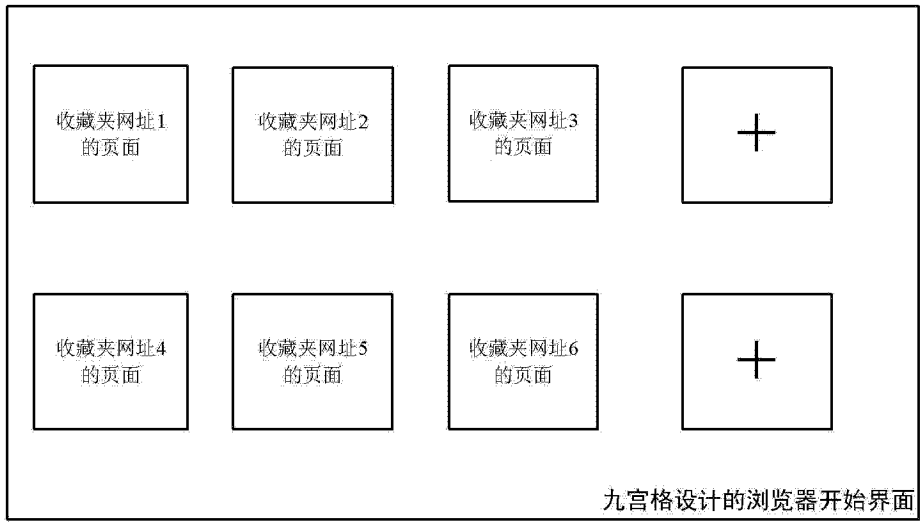 收藏夹网址1
的页面
收藏夹网址2
的页面
收藏夹网址3
的页面
+
收藏夹网址4
的页面
收藏夹网址5
的页面
收藏夹网址6
的页面
+
九宫格设计的浏览器开始界面